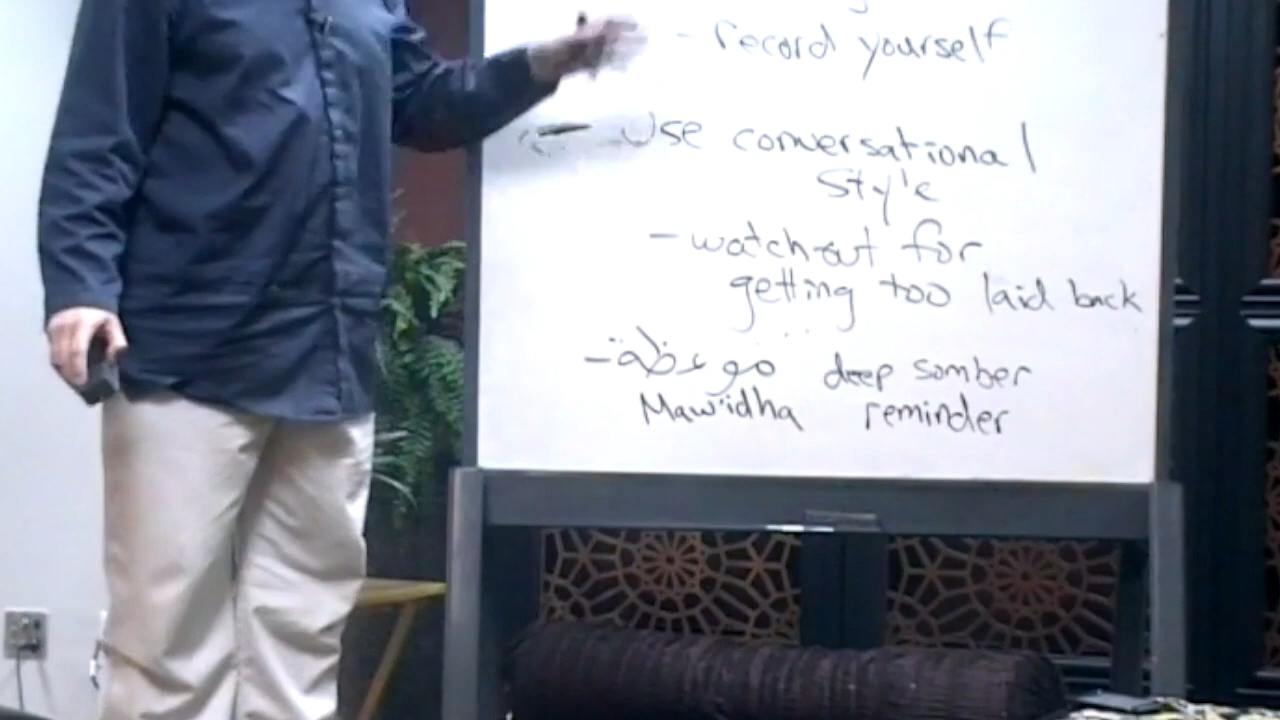 - record yourself
- Use conversational
Style
- watch out for
getting too laid back
- موعظة deep somber
Maw'idha reminder